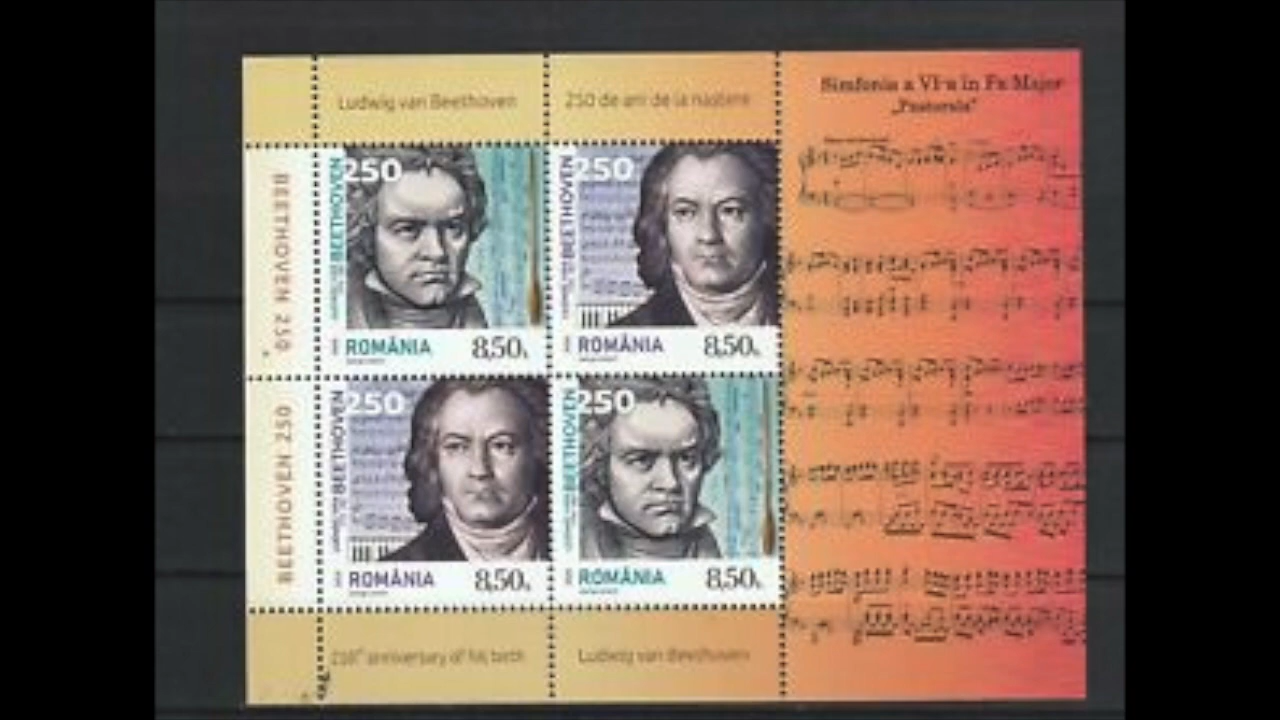 Ludwig van Beethoven
250 de ani de la naștere
Simfonia a VI-a în Fa Major
„Pastorala”
BEETHOVEN 250
250
BEETHOVEN
ROMÂNIA
8,50L
250
BEETHOVEN
ROMÂNIA
8,50L
BEETHOVEN 250
250
BEETHOVEN
ROMÂNIA
8,50L
250
BEETHOVEN
ROMÂNIA
8,50L
250th anniversary of his birth
Ludwig van Beethoven